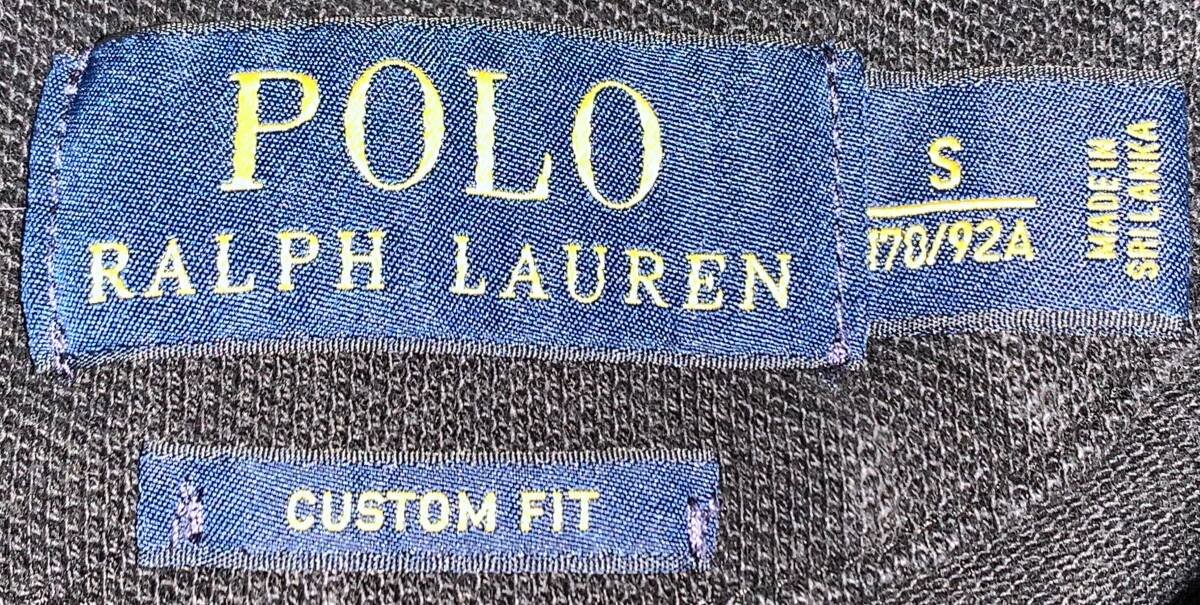 POLO
RALPH LAUREN
S
170/92A
MADE IN
SRI LANKA
CUSTOM FIT